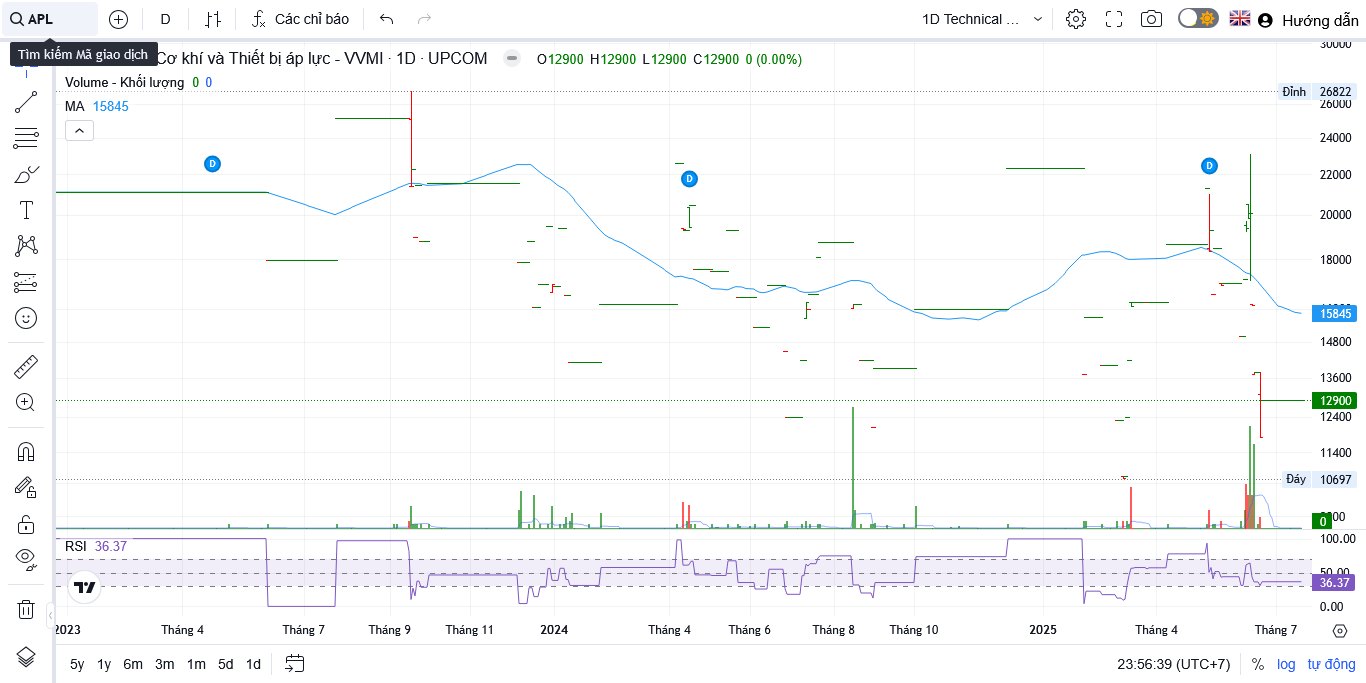 APL
D
Các chỉ báo
1D Technical ...
Hướng dẫn
Tìm kiếm Mã giao dịch
Cơ khí và Thiết bị áp lực - VVMI · 1D · UPCOM
O12900 H12900 L12900 C12900 0 (0.00%)
Volume - Khối lượng 0 0
MA 15845
30000
Đỉnh 26822
26000
24000
22000
20000
18000
15845
14800
13600
12900
12400
11400
Đáy 10697
0
D
D
D
RSI 36.37
100.00
50.00
36.37
0.00
2023 Tháng 4 Tháng 7 Tháng 9 Tháng 11 2024 Tháng 4 Tháng 6 Tháng 8 Tháng 10 2025 Tháng 4 Tháng 7
5y 1y 6m 3m 1m 5d 1d
23:56:39 (UTC+7) % log tự động